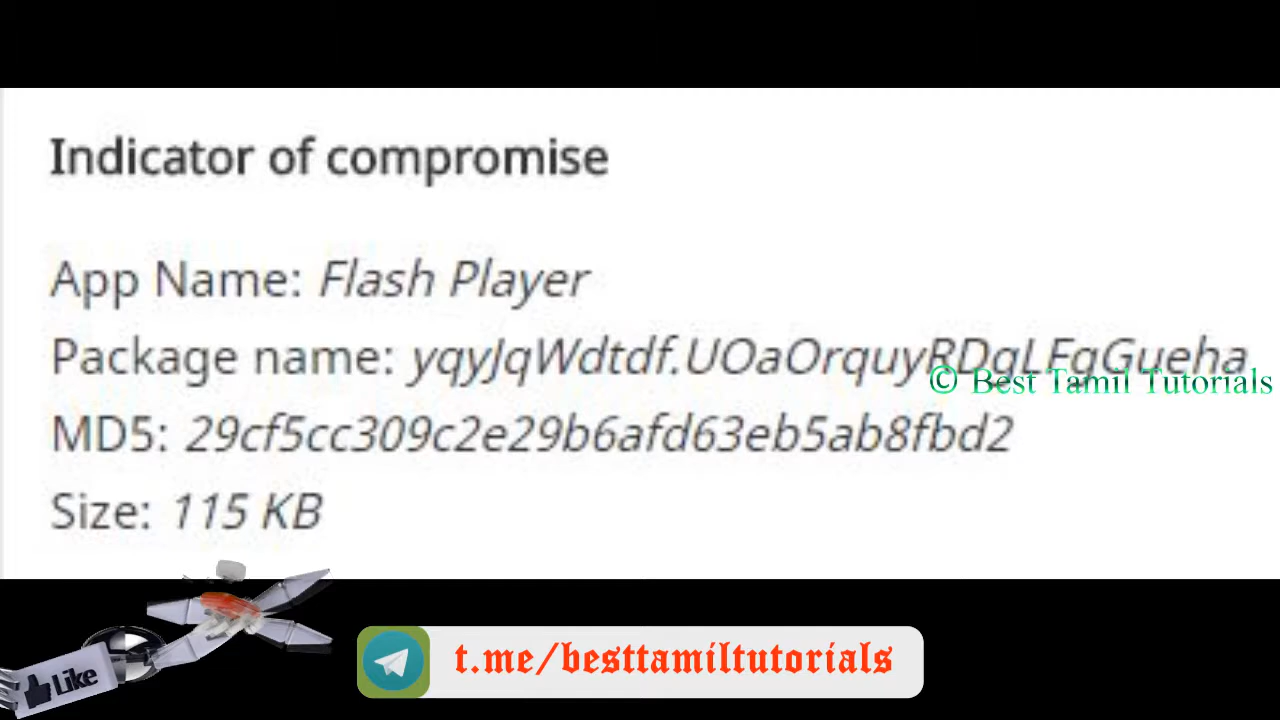 Indicator of compromise
App Name: Flash Player
Package name: yqyJqWdtdf.UOaOrquyRDgLFgGueha
© Best Tamil Tutorials
MD5: 29cf5cc309c2e29b6afd63eb5ab8fbd2
Size: 115 KB
Like
t.me/besttamiltutorials